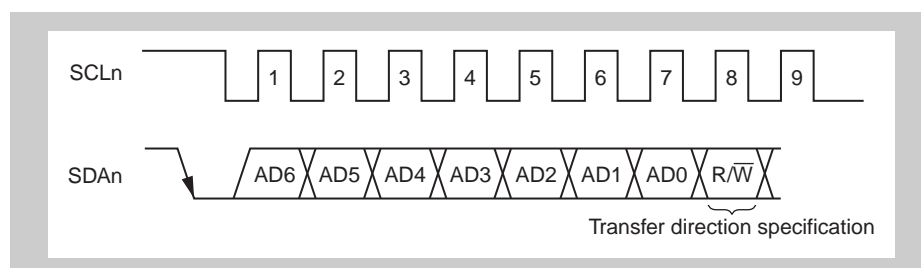 SCLn 1 2 3 4 5 6 7 8 9
SDAn AD6 AD5 AD4 AD3 AD2 AD1 AD0 R/W̅
Transfer direction specification